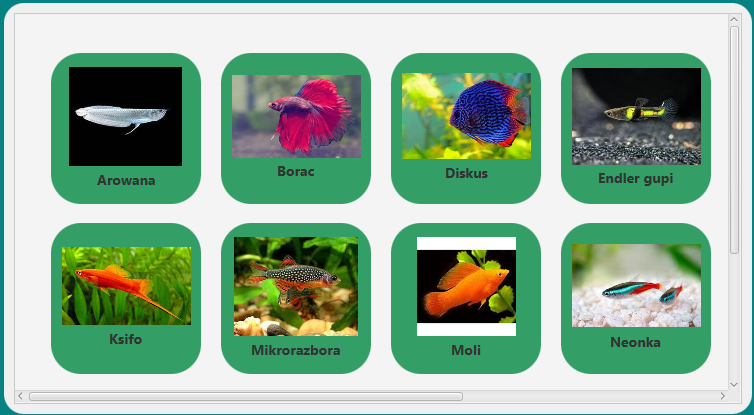 Arowana
Borac
Diskus
Endler gupi
Ksifo
Mikrorazbora
Moli
Neonka